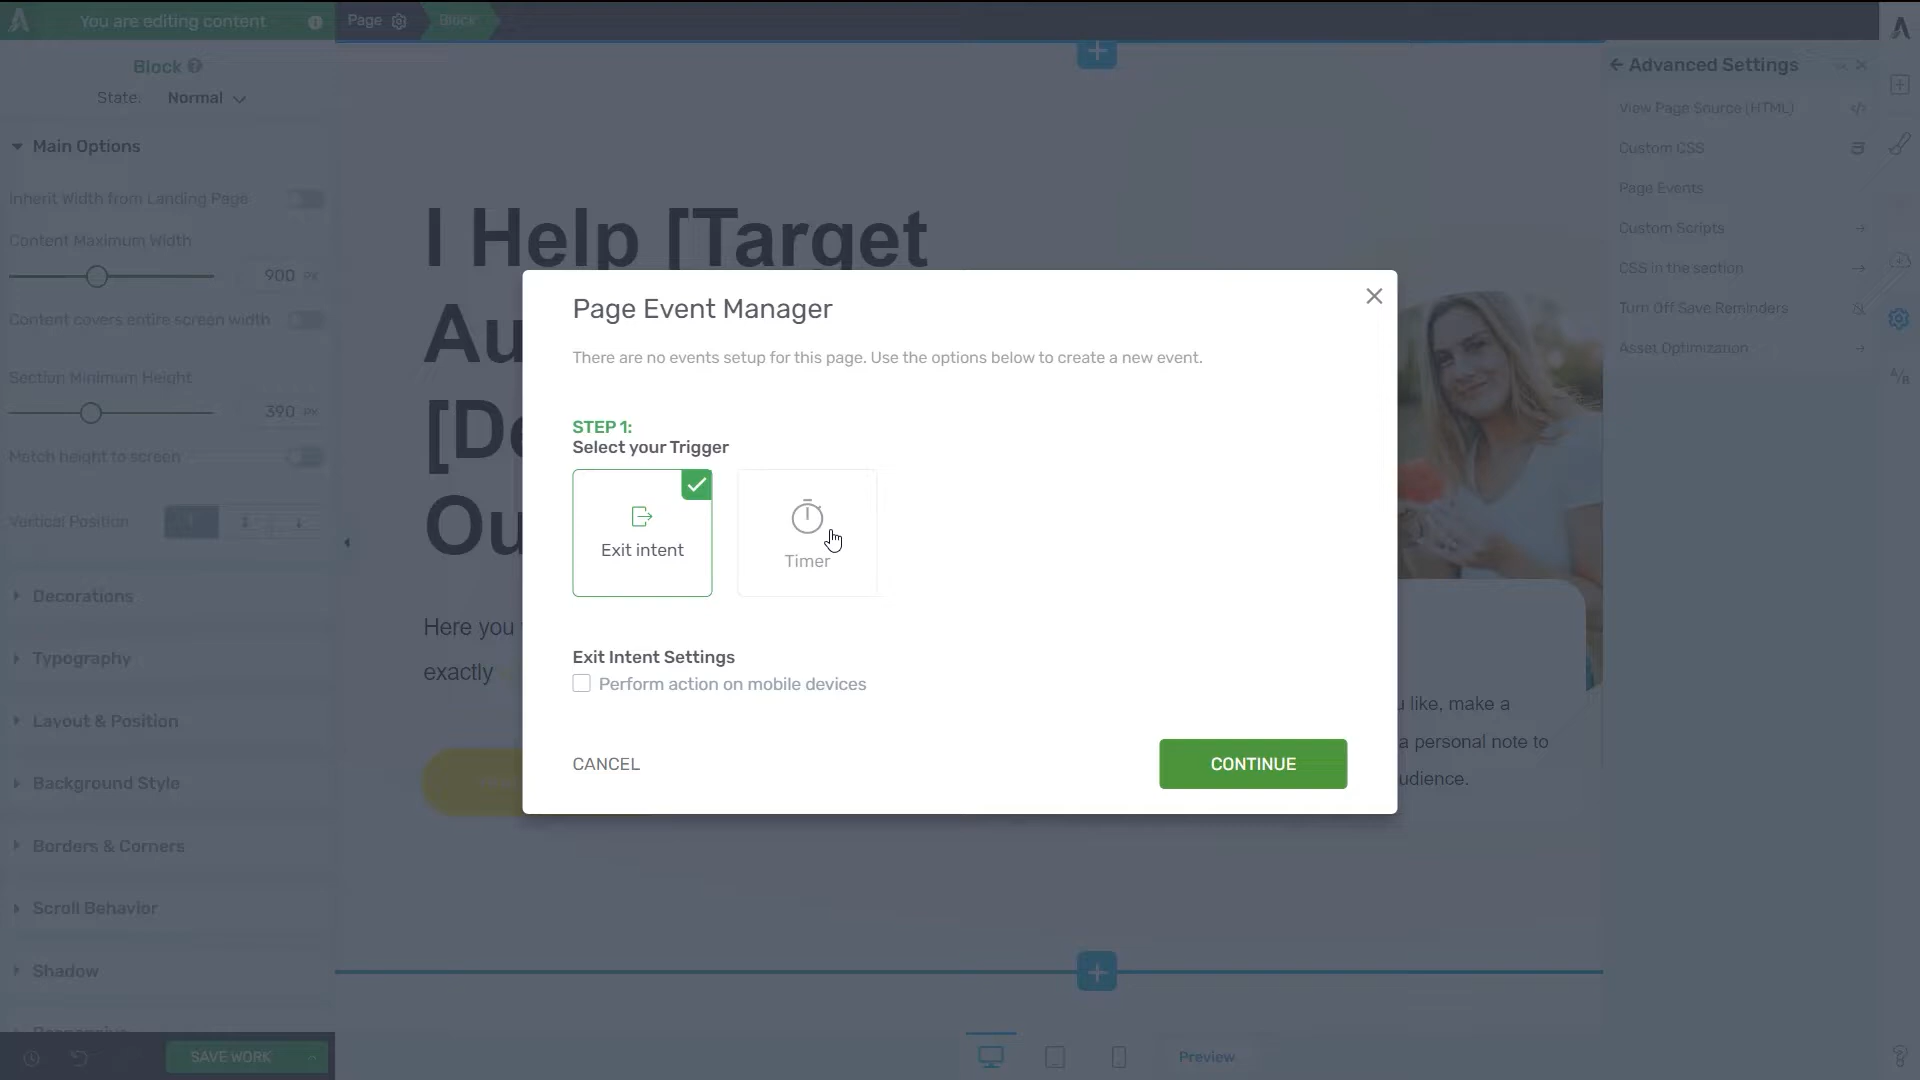 You are editing content
Page
Block
Block
State:
Normal
Main Options
Inherit Width from Landing Page
Content Maximum Width
900 PX
Content covers entire screen width
Section Minimum Height
390 PX
Match height to screen
Vertical Position
Decorations
Typography
Layout & Position
Background Style
Borders & Corners
Scroll Behavior
Shadow
Responsive
SAVE WORK
I Help [Target
Au
[De
Ou
Here you
exactly
Page Event Manager
There are no events setup for this page. Use the options below to create a new event.
STEP 1:
Select your Trigger
Exit intent
Timer
Exit Intent Settings
Perform action on mobile devices
CANCEL
CONTINUE
like, make a
a personal note to
udience.
Preview
Advanced Settings
View Page Source (HTML)
Custom CSS
Page Events
Custom Scripts
CSS in the section
Turn Off Save Reminders
Asset Optimization